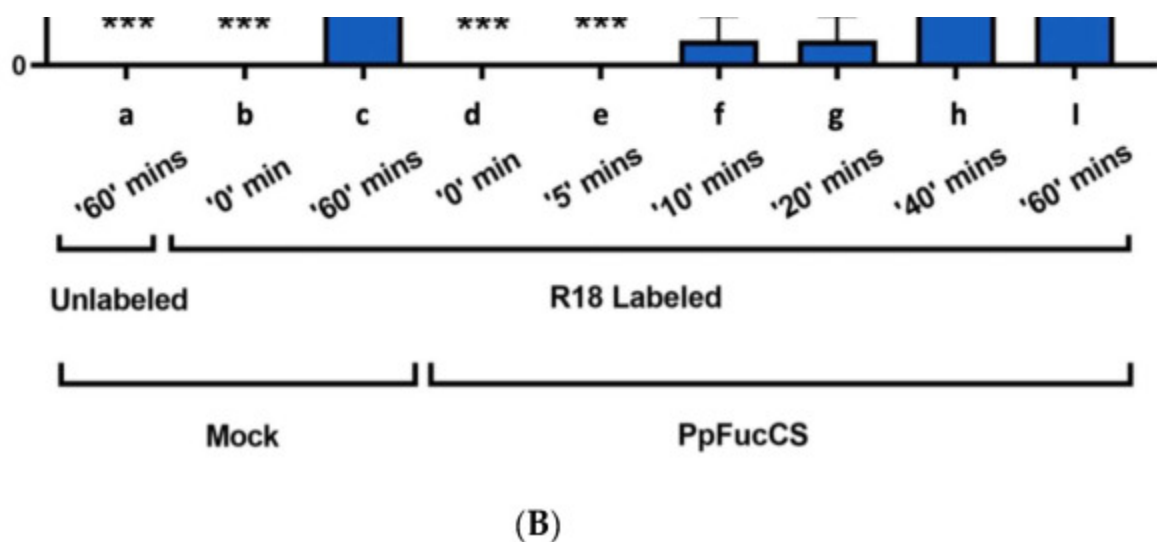 *** *** *** ***
0
a b c d e f g h I
'60' mins '0' min '60' mins '0' min '5' mins '10' mins '20' mins '40' mins '60' mins
Unlabeled R18 Labeled
Mock PpFucCS
(B)